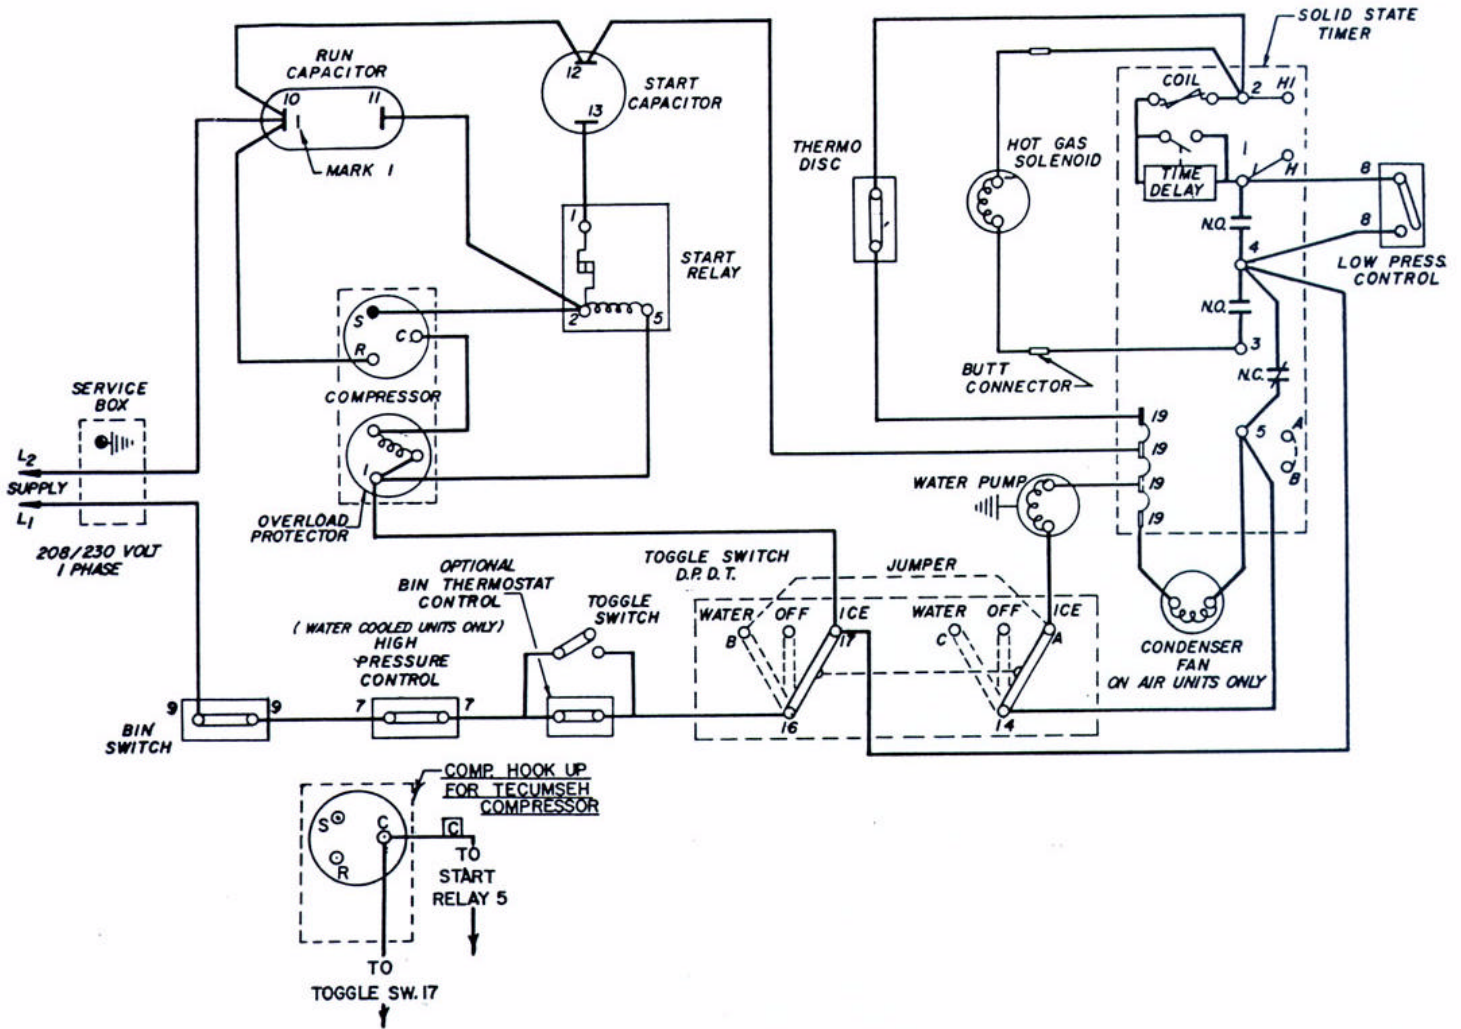 SOLID STATE
TIMER
RUN
CAPACITOR
10
11
1
MARK 1
12
13
START
CAPACITOR
COIL
2
HI
THERMO
DISC
HOT GAS
SOLENOID
1
H
TIME
DELAY
8
8
N.O.
4
LOW PRESS.
CONTROL
1
START
RELAY
2
5
N.O.
3
S
C
R
COMPRESSOR
BUTT
CONNECTOR
N.C.
SERVICE
BOX
19
19
19
19
5
A
B
1
L2
SUPPLY
L1
WATER PUMP
OVERLOAD
PROTECTOR
208/230 VOLT
1 PHASE
OPTIONAL
BIN THERMOSTAT
CONTROL
TOGGLE
SWITCH
TOGGLE SWITCH
D.P.D.T.
JUMPER
(WATER COOLED UNITS ONLY)
HIGH
PRESSURE
CONTROL
WATER OFF ICE
B
17
WATER OFF ICE
C
A
CONDENSER
FAN
ON AIR UNITS ONLY
9
9
7
7
16
14
BIN
SWITCH
COMP. HOOK UP
FOR TECUMSEH
COMPRESSOR
S
C
R
C
TO
START
RELAY 5
TO
TOGGLE SW. 17